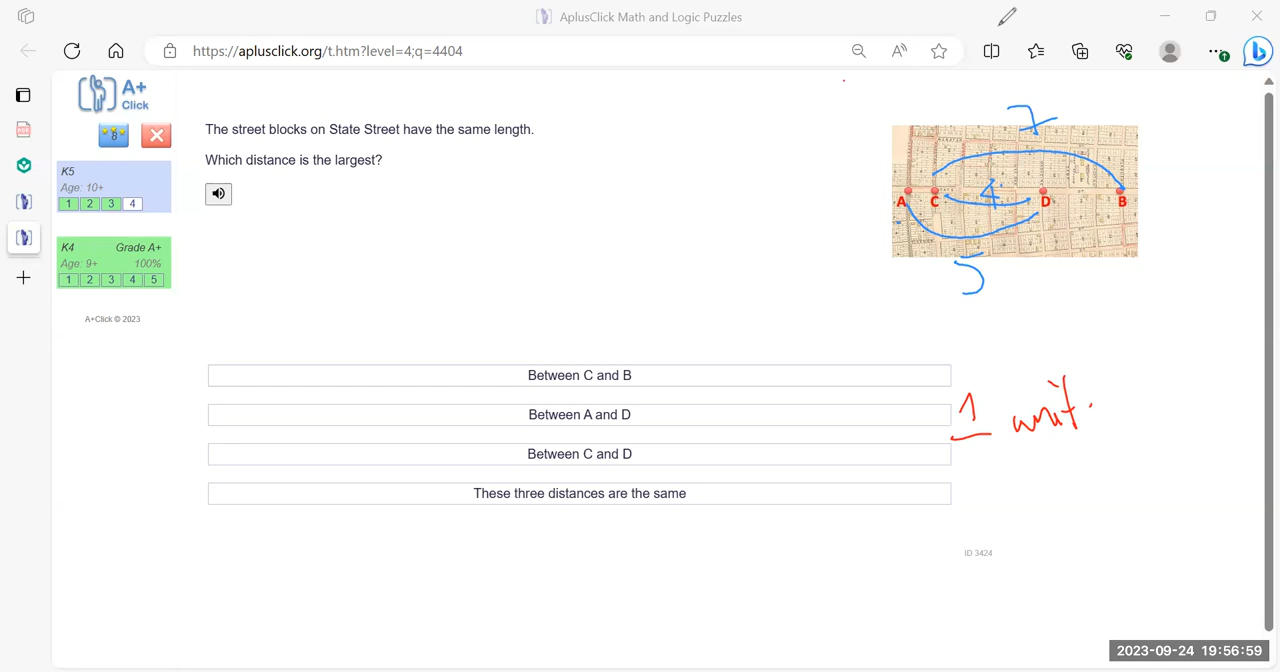 AplusClick Math and Logic Puzzles
https://aplusclick.org/t.htm?level=4;q=4404
A+
Click
8
K5
Age: 10+
1 2 3 4
K4 Grade A+
Age: 9+ 100%
1 2 3 4 5
A+Click © 2023
The street blocks on State Street have the same length.
Which distance is the largest?
7
4
A C D B
5
Between C and B
Between A and D
Between C and D
These three distances are the same
1 unit
ID 3424
2023-09-24 19:56:59